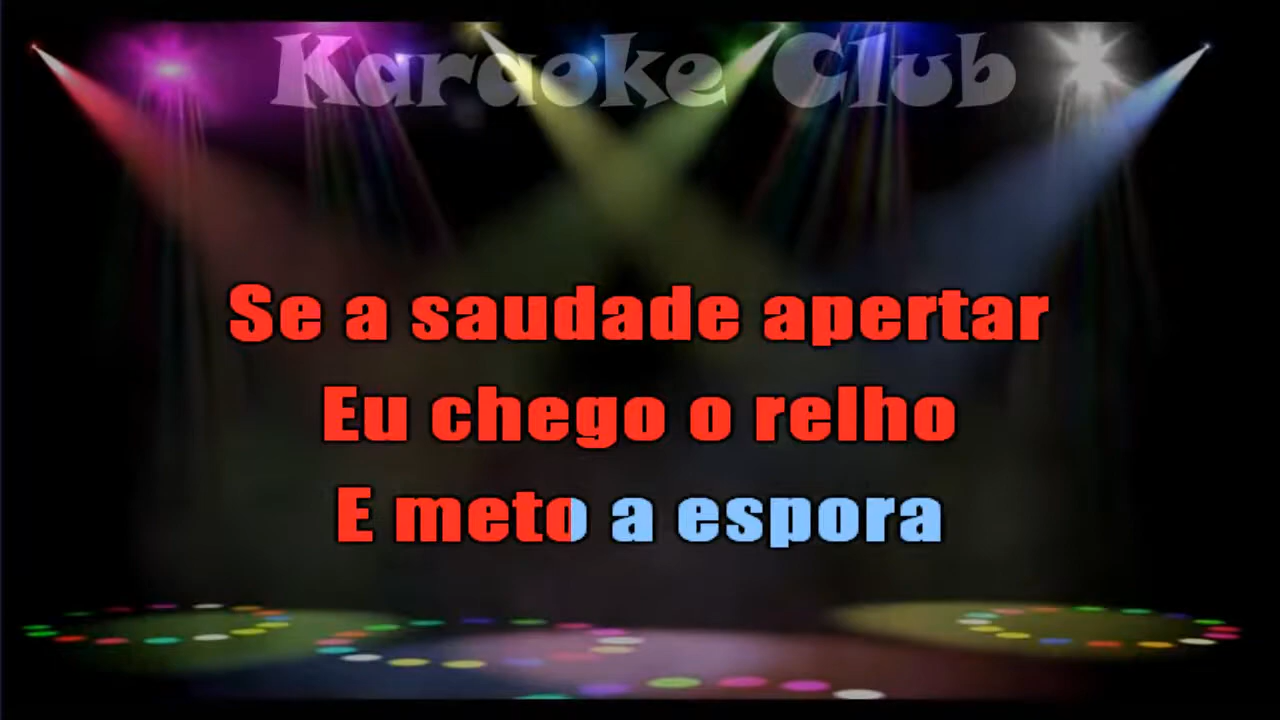 Karaoke Club
Se a saudade apertar
Eu chego o relho
E meto a espora